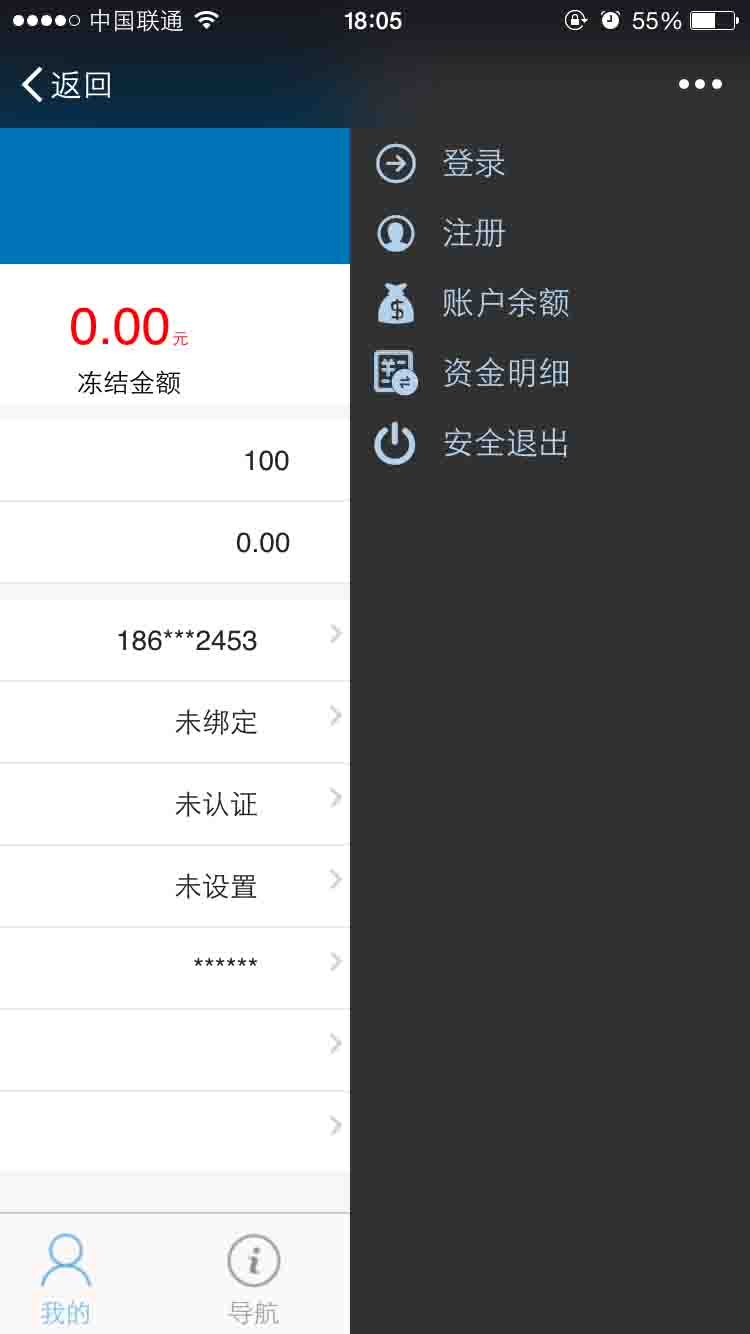 中国联通 18:05 55%
返回
登录
注册
账户余额
资金明细
安全退出
0.00元
冻结金额
100
0.00
186***2453
未绑定
未认证
未设置
******
我的 导航